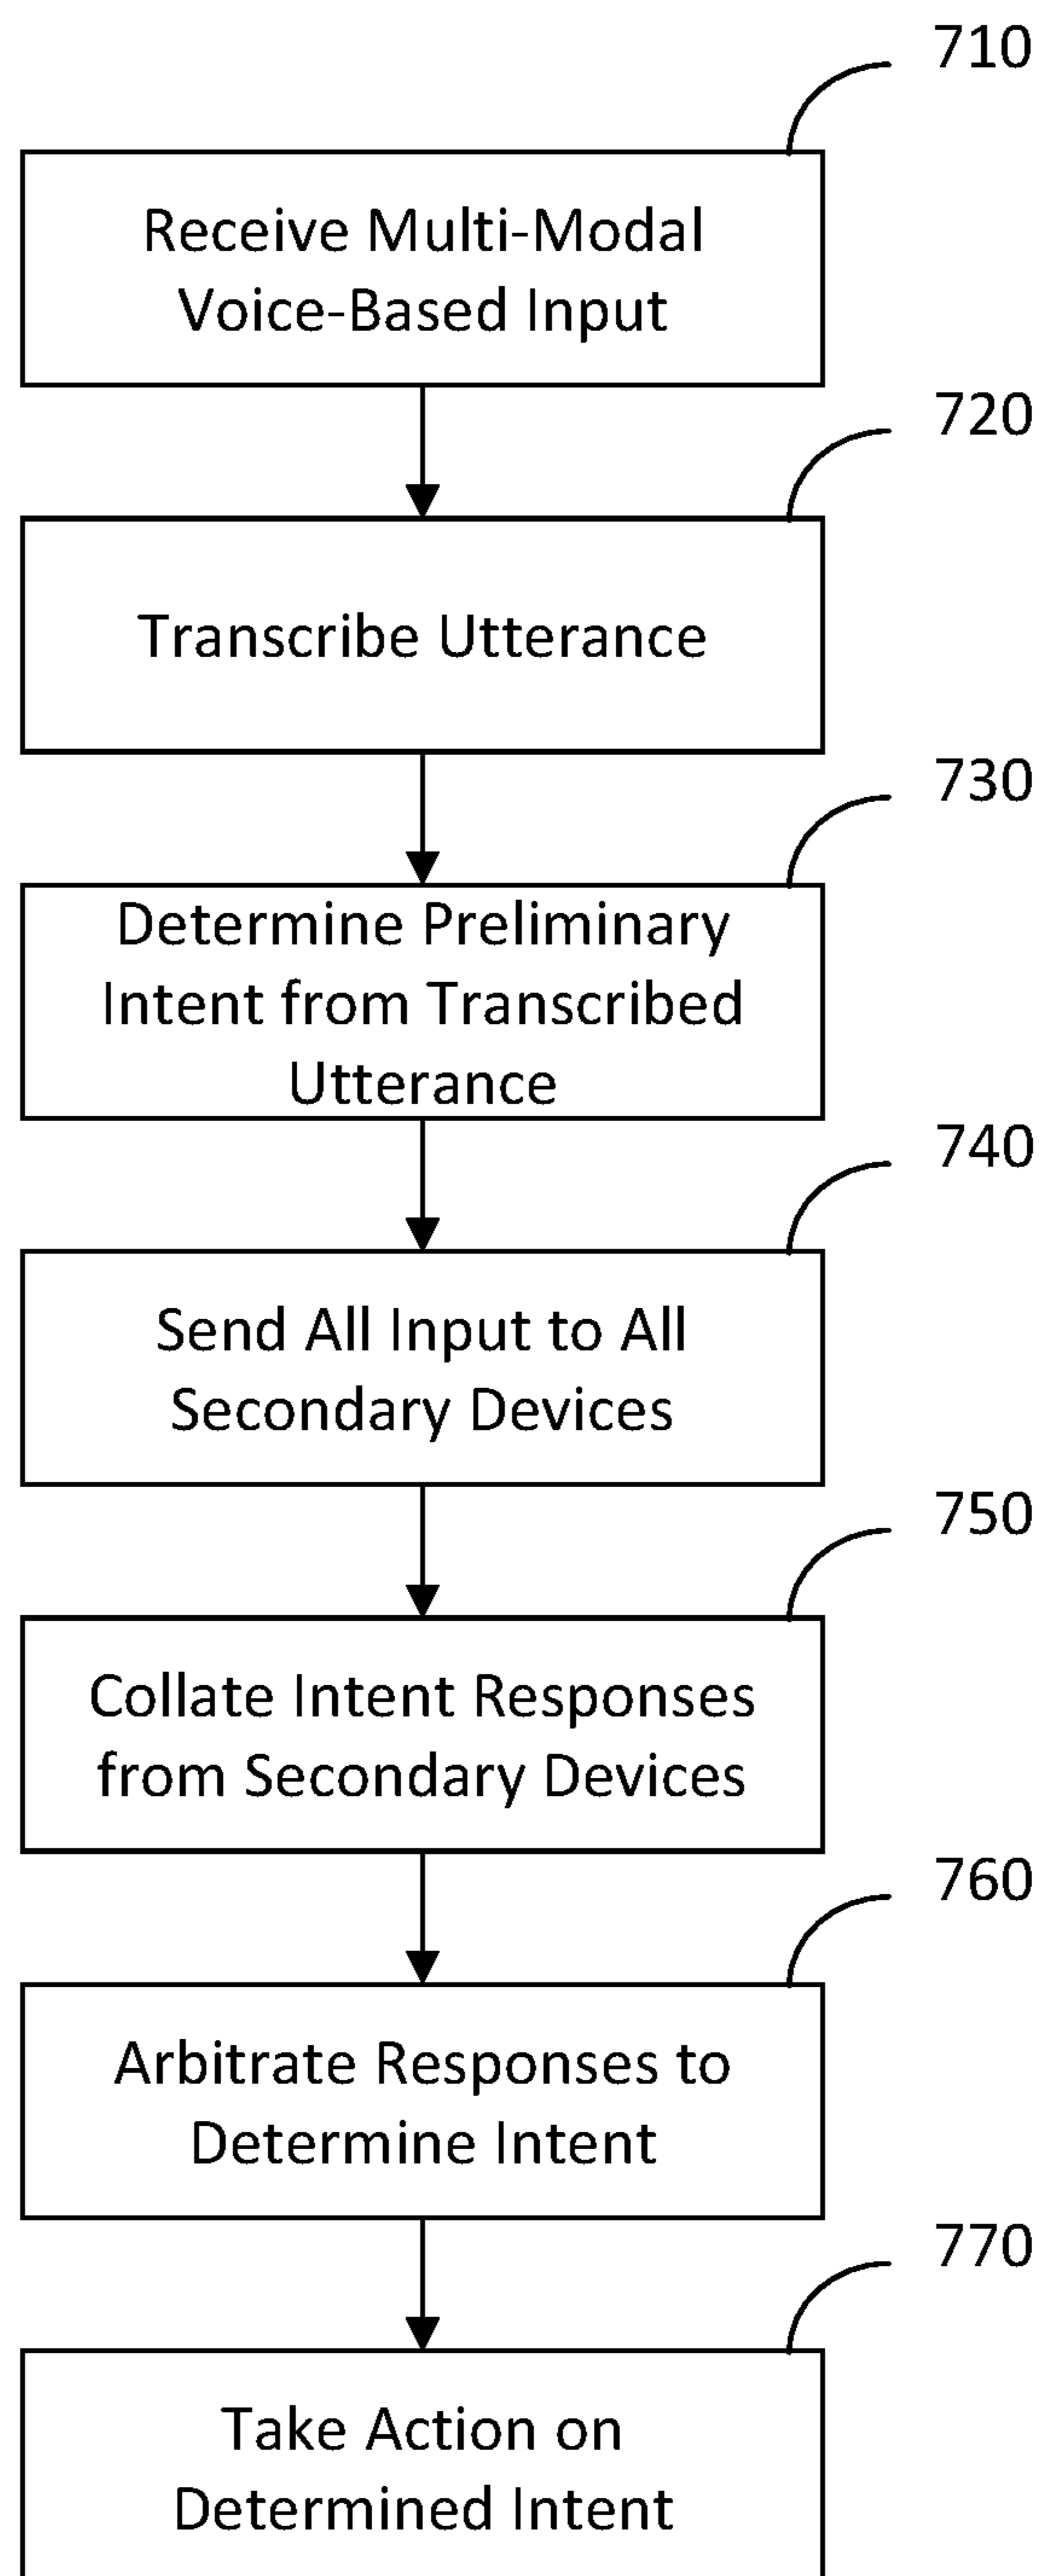 710
Receive Multi-Modal
Voice-Based Input
720
Transcribe Utterance
730
Determine Preliminary
Intent from Transcribed
Utterance
740
Send All Input to All
Secondary Devices
750
Collate Intent Responses
from Secondary Devices
760
Arbitrate Responses to
Determine Intent
770
Take Action on
Determined Intent